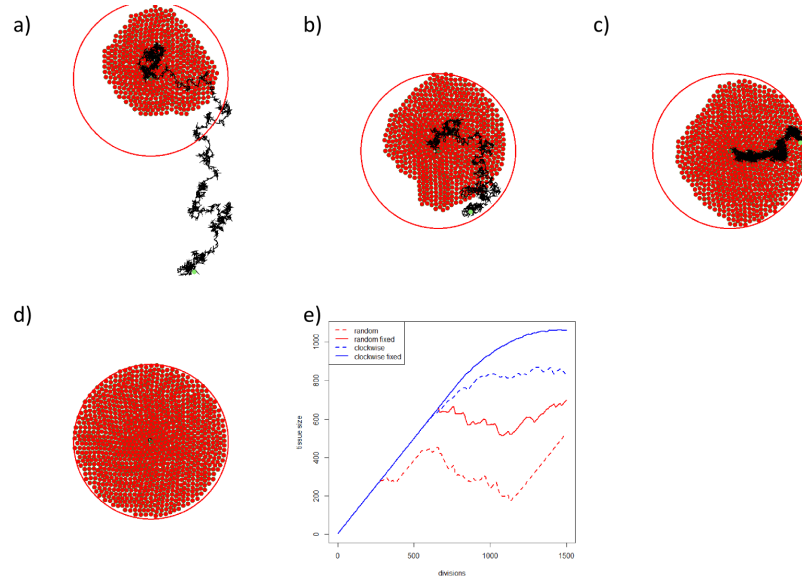 a)
b)
c)
d)
e)
random
random fixed
clockwise
clockwise fixed
tissue size
0
200
400
600
800
1000
0
500
1000
1500
divisions